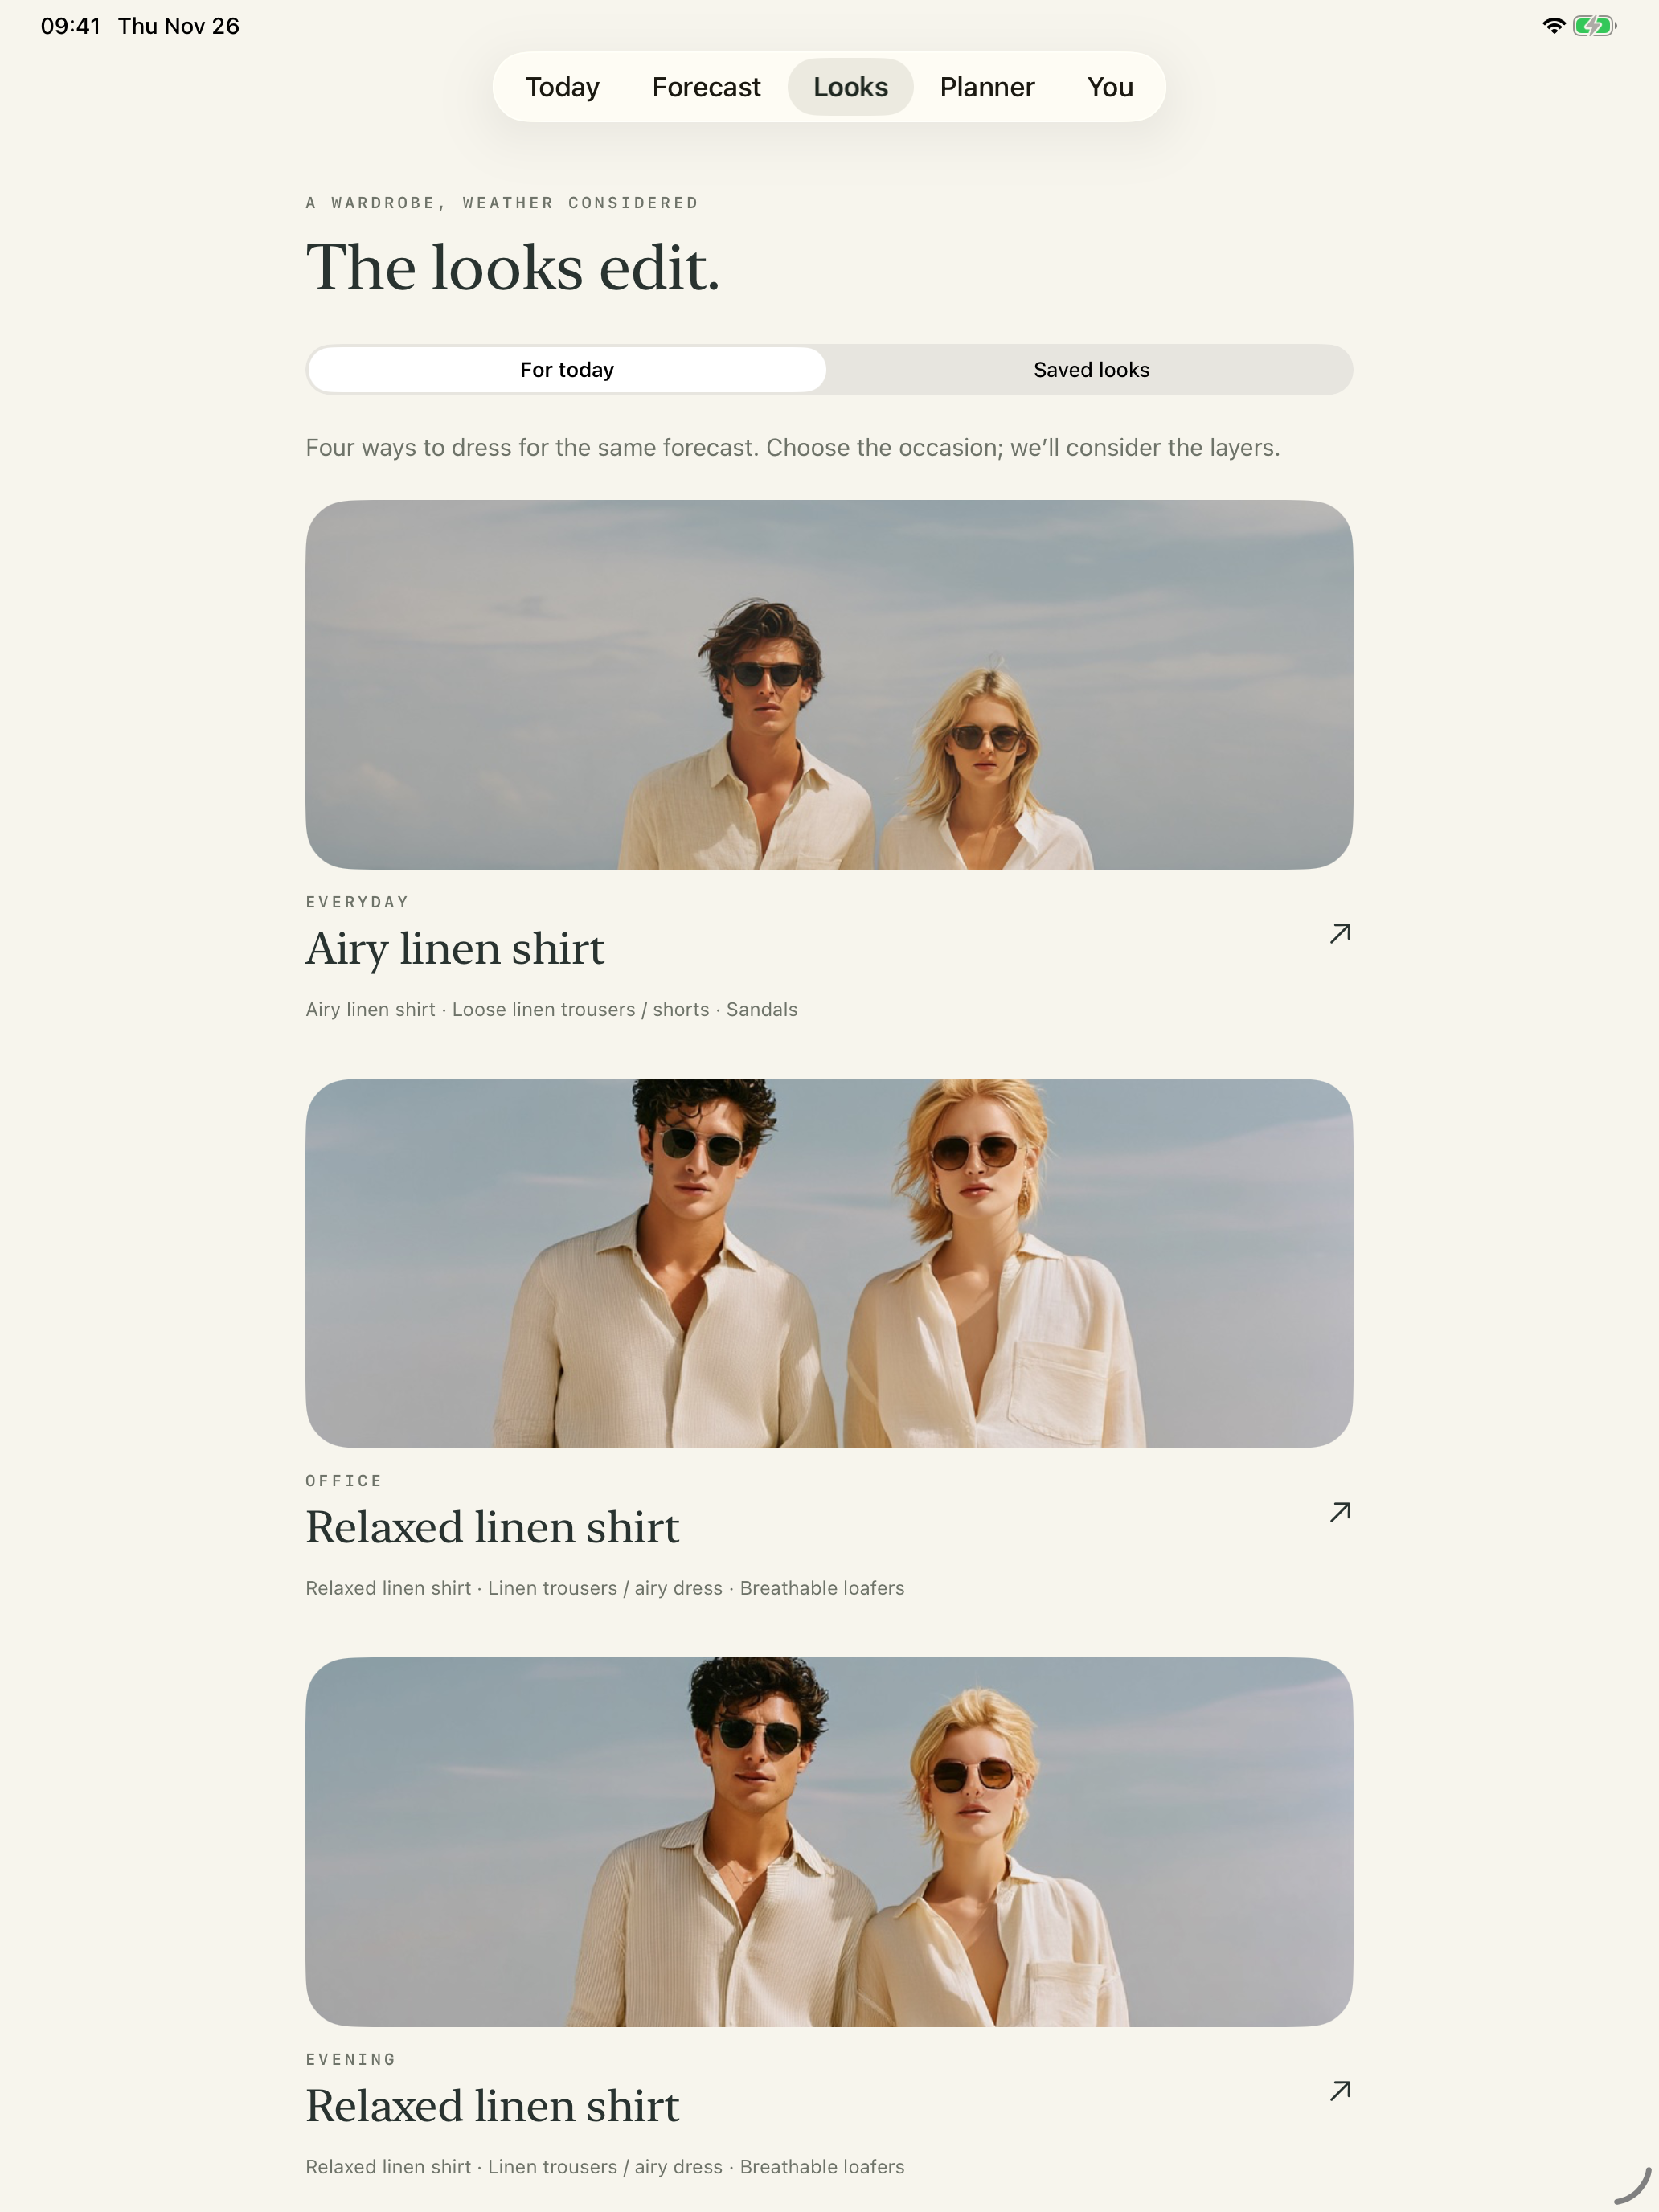 09:41 Thu Nov 26
Today Forecast Looks Planner You
A WARDROBE, WEATHER CONSIDERED
The looks edit.
For today Saved looks
Four ways to dress for the same forecast. Choose the occasion; we’ll consider the layers.
EVERYDAY
Airy linen shirt
Airy linen shirt · Loose linen trousers / shorts · Sandals
OFFICE
Relaxed linen shirt
Relaxed linen shirt · Linen trousers / airy dress · Breathable loafers
EVENING
Relaxed linen shirt
Relaxed linen shirt · Linen trousers / airy dress · Breathable loafers